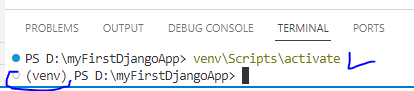 PROBLEMS OUTPUT DEBUG CONSOLE TERMINAL PORTS
PS D:\myFirstDjangoApp> venv\Scripts\activate
(venv) PS D:\myFirstDjangoApp>